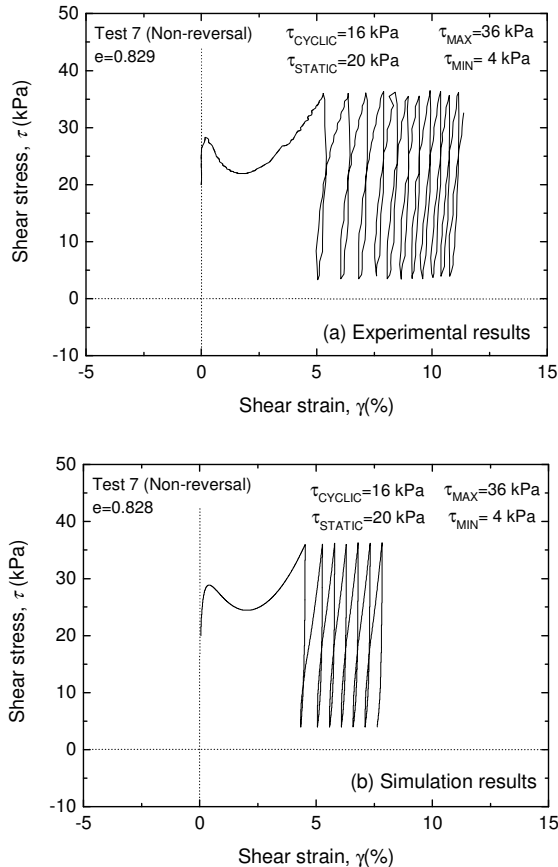 50
Test 7 (Non-reversal)
τCYCLIC=16 kPa
τMAX=36 kPa
e=0.829
τSTATIC=20 kPa
τMIN= 4 kPa
40
30
20
10
0
-10
Shear stress, τ (kPa)
(a) Experimental results
-5 0 5 10 15
Shear strain, γ(%)
50
Test 7 (Non-reversal)
τCYCLIC=16 kPa
τMAX=36 kPa
e=0.828
τSTATIC=20 kPa
τMIN= 4 kPa
40
30
20
10
0
-10
Shear stress, τ (kPa)
(b) Simulation results
-5 0 5 10 15
Shear strain, γ(%)